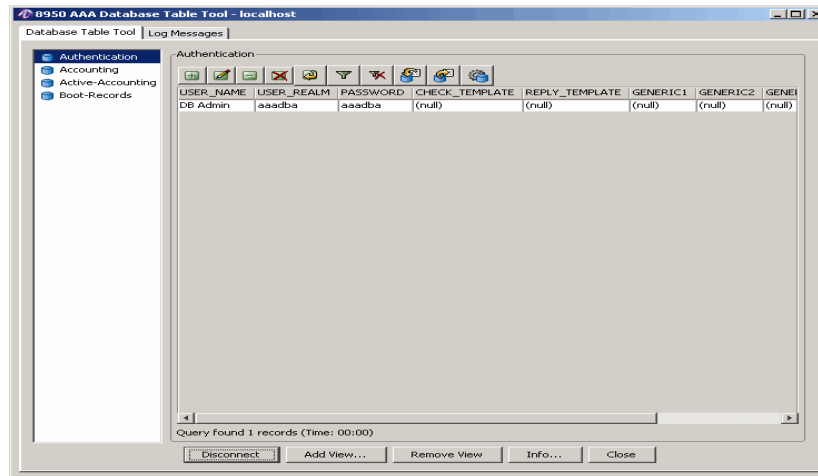 8950 AAA Database Table Tool - localhost
Database Table Tool Log Messages
Authentication
Accounting
Active-Accounting
Boot-Records
Authentication
USER_NAME USER_REALM PASSWORD CHECK_TEMPLATE REPLY_TEMPLATE GENERIC1 GENERIC2 GENE
DB Admin aaadba aaadba (null) (null) (null) (null) (null)
Query found 1 records (Time: 00:00)
Disconnect Add View... Remove View Info... Close